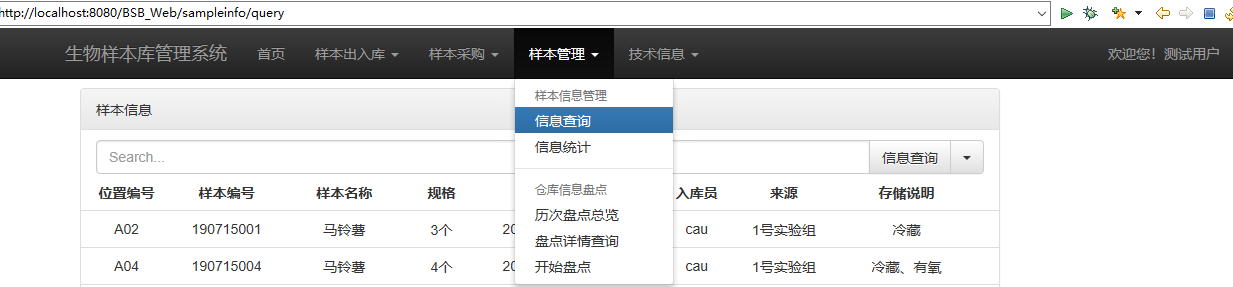 http://localhost:8080/BSB_Web/sampleinfo/query
生物样本库管理系统 首页 样本出入库 样本采购 样本管理 技术信息 欢迎您！测试用户
样本信息管理
信息查询
信息统计
仓库信息盘点
历次盘点总览
盘点详情查询
开始盘点
样本信息
Search... 信息查询
位置编号 样本编号 样本名称 规格 入库员 来源 存储说明
A02 190715001 马铃薯 3个 20 cau 1号实验组 冷藏
A04 190715004 马铃薯 4个 20 cau 1号实验组 冷藏、有氧